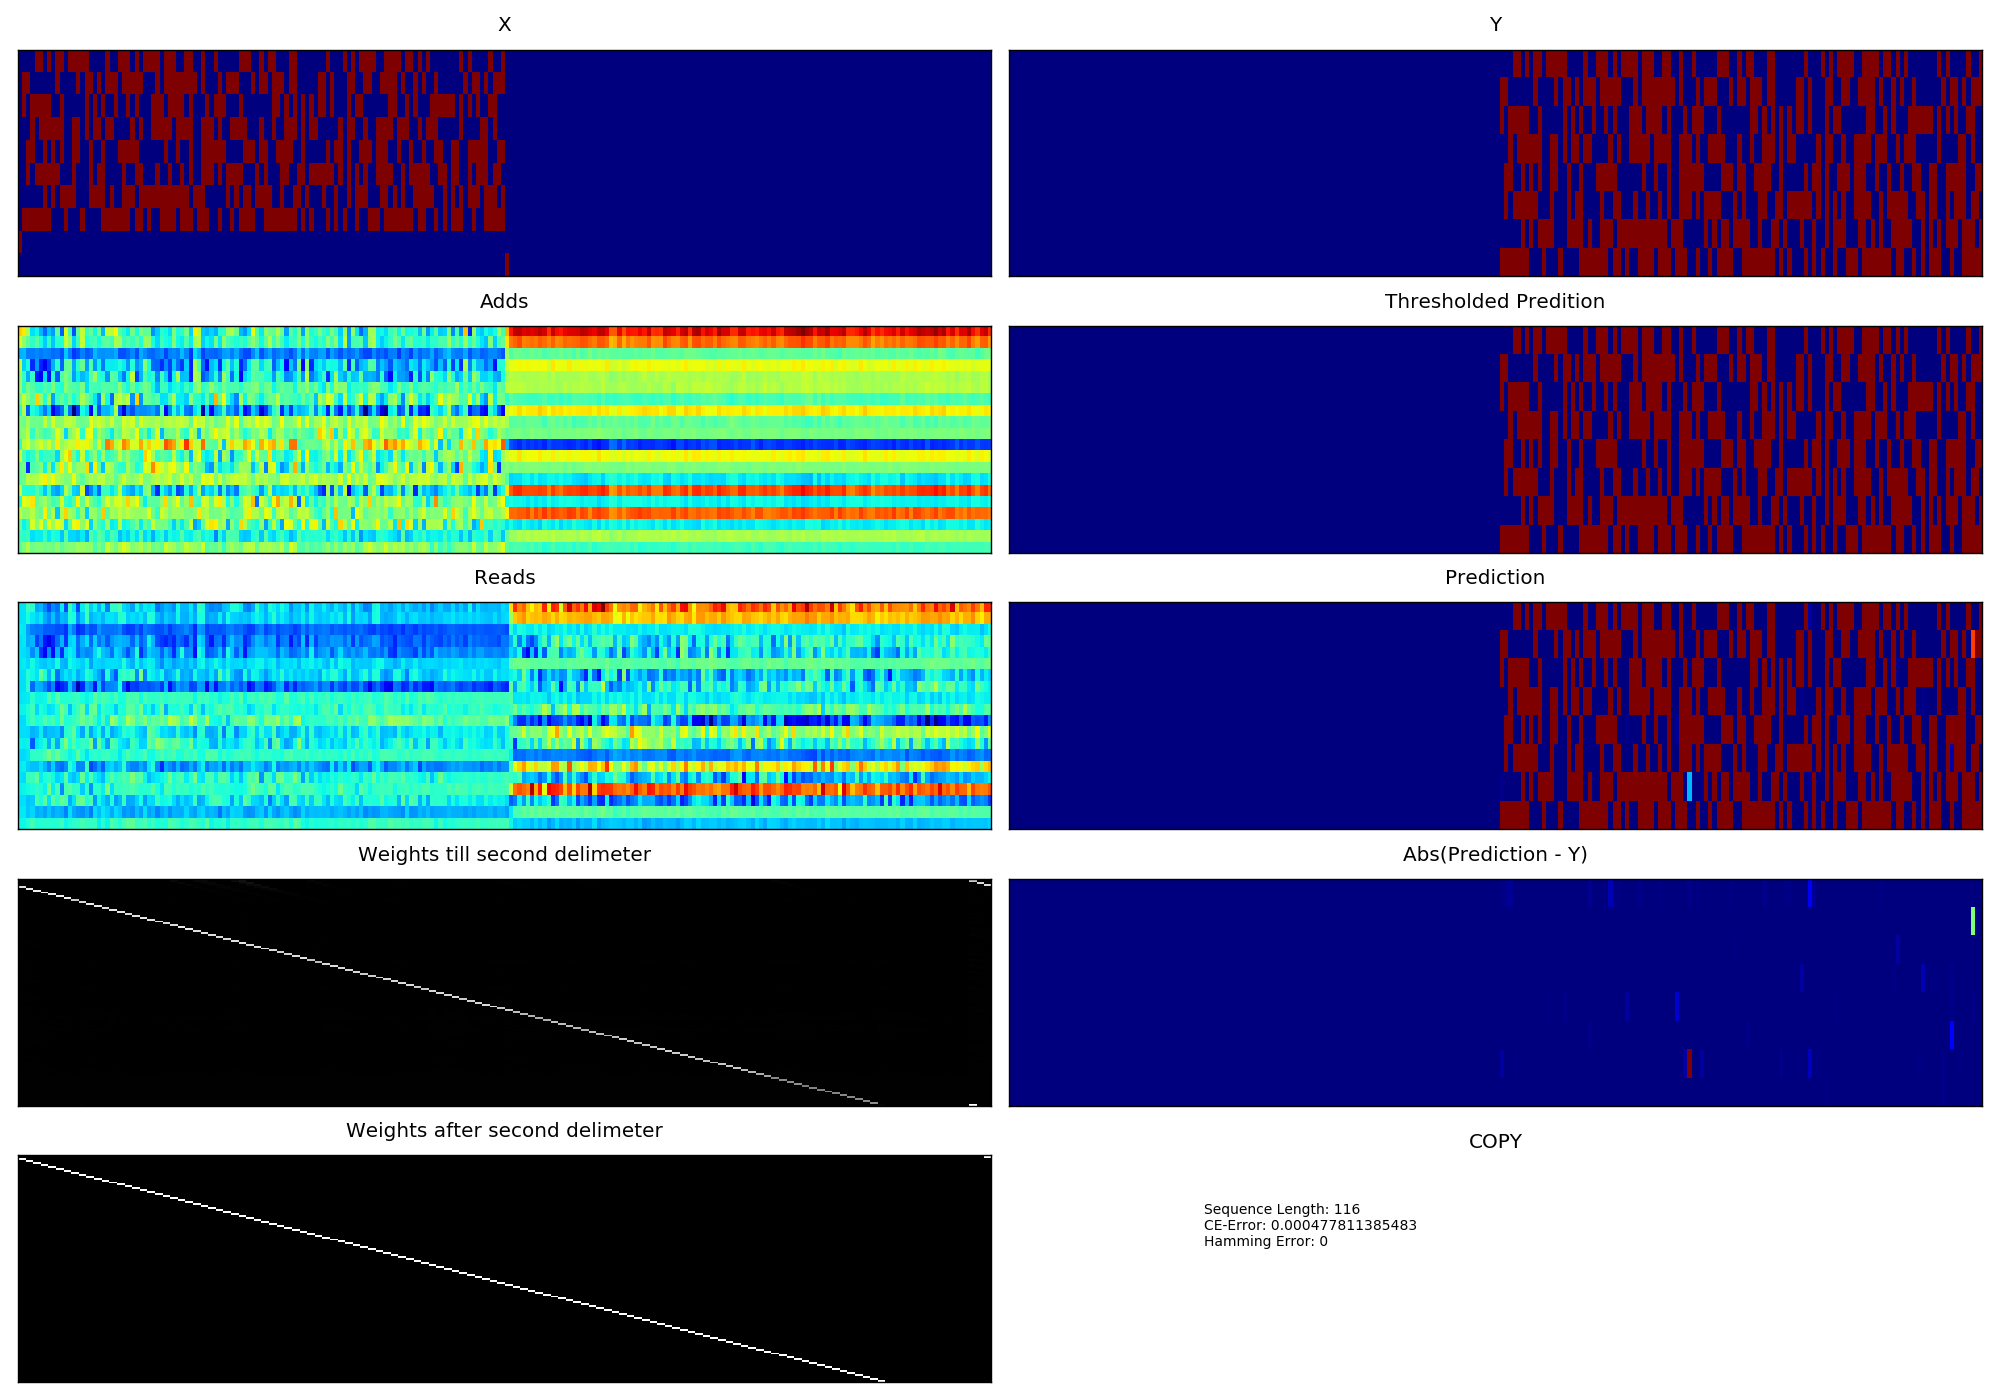 X
Y
Adds
Thresholded Predition
Reads
Prediction
Weights till second delimeter
Abs(Prediction - Y)
Weights after second delimeter
COPY
Sequence Length: 116
CE-Error: 0.000477811385483
Hamming Error: 0